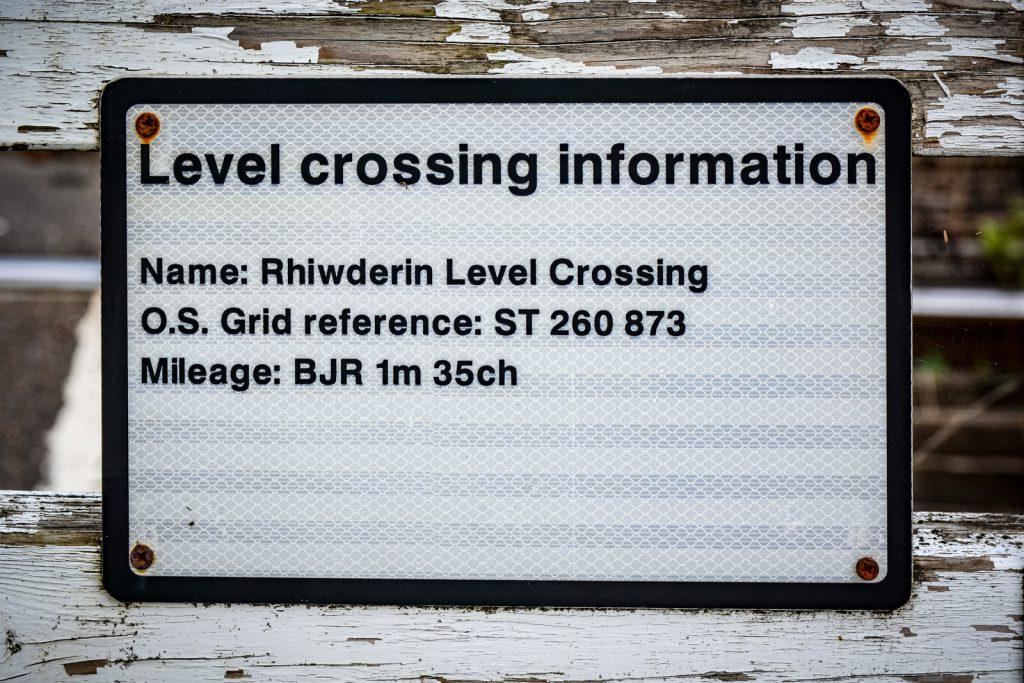 Level crossing information
Name: Rhiwderin Level Crossing
O.S. Grid reference: ST 260 873
Mileage: BJR 1m 35ch